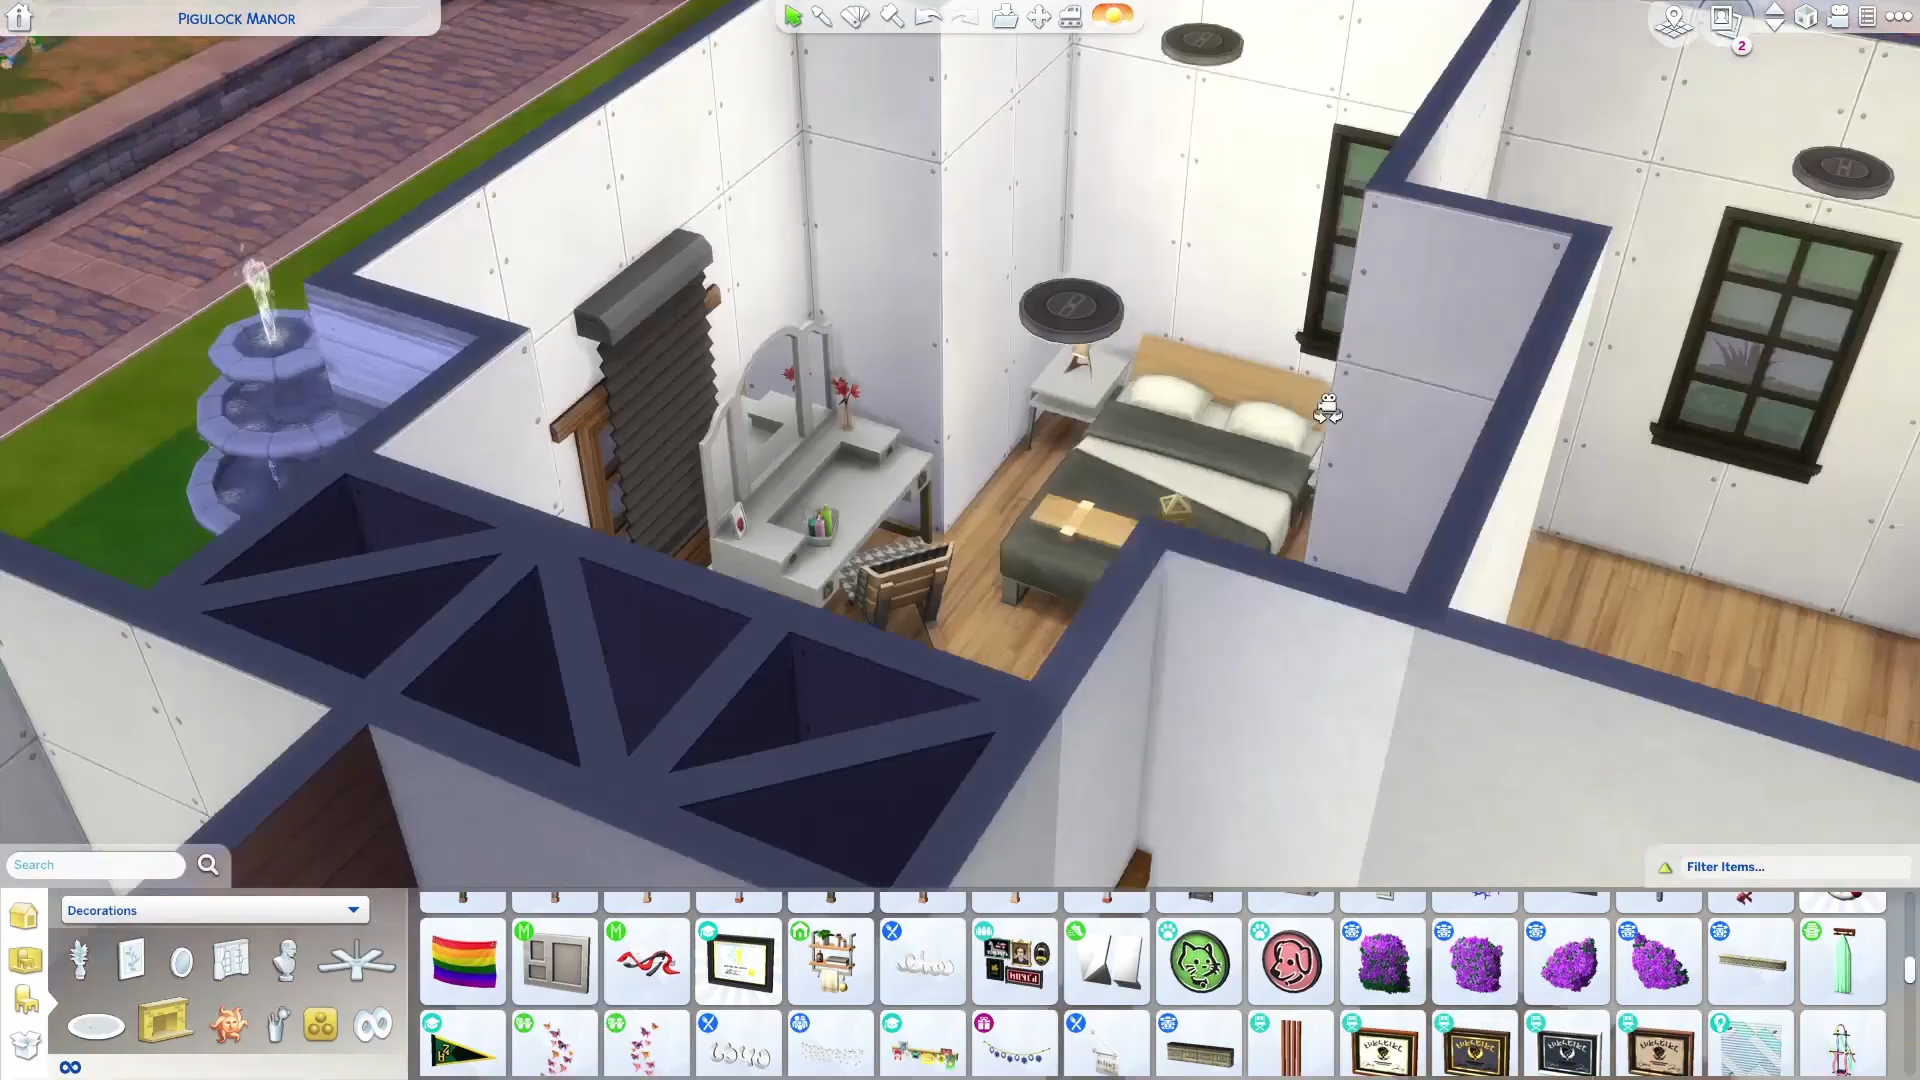 Pigulock Manor
2
Search
Filter Items...
Decorations